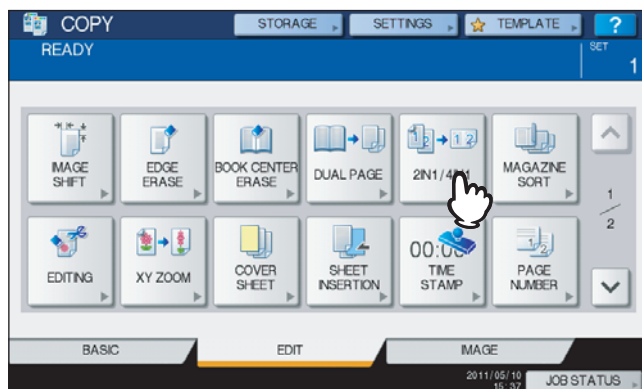 COPY
STORAGE
SETTINGS
TEMPLATE
?
READY
SET
1
IMAGE
SHIFT
EDGE
ERASE
BOOK CENTER
ERASE
DUAL PAGE
2IN1/4IN1
MAGAZINE
SORT
1
2
EDITING
XY ZOOM
COVER
SHEET
SHEET
INSERTION
00:00
TIME
STAMP
PAGE
NUMBER
BASIC
EDIT
IMAGE
2011/05/10
15:37
JOB STATUS